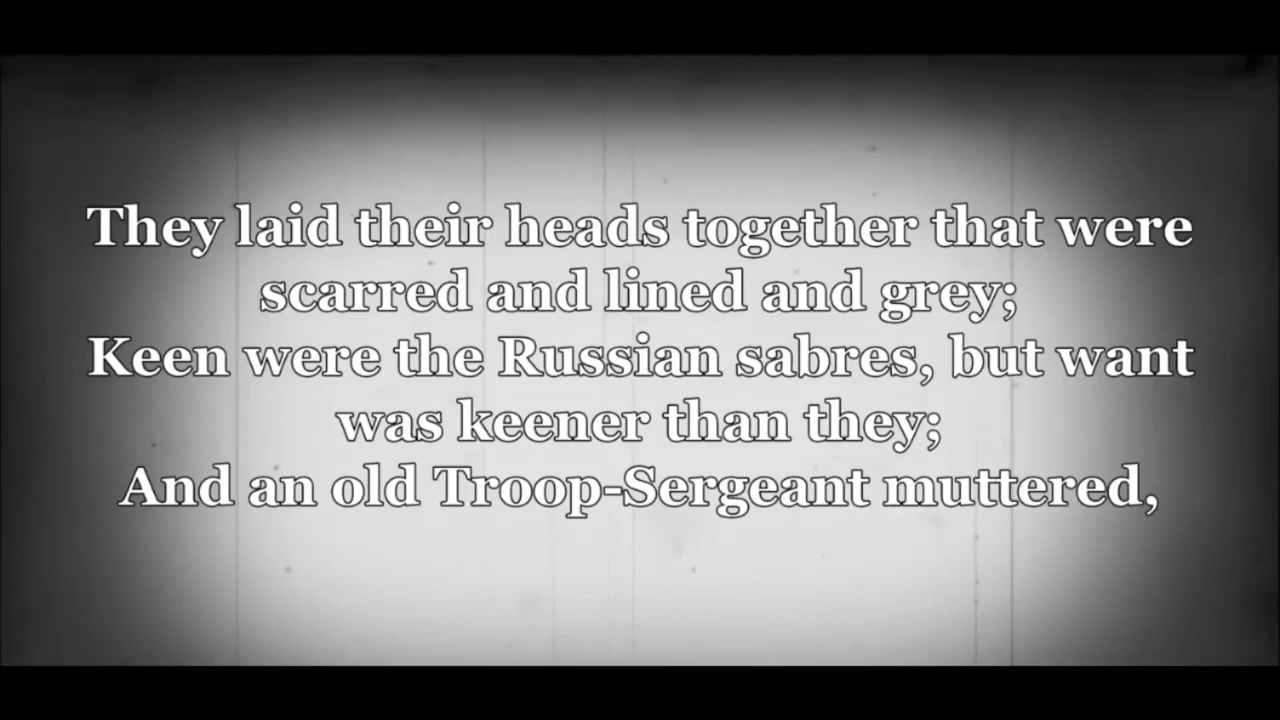 They laid their heads together that were
scarred and lined and grey;
Keen were the Russian sabres, but want
was keener than they;
And an old Troop-Sergeant muttered,